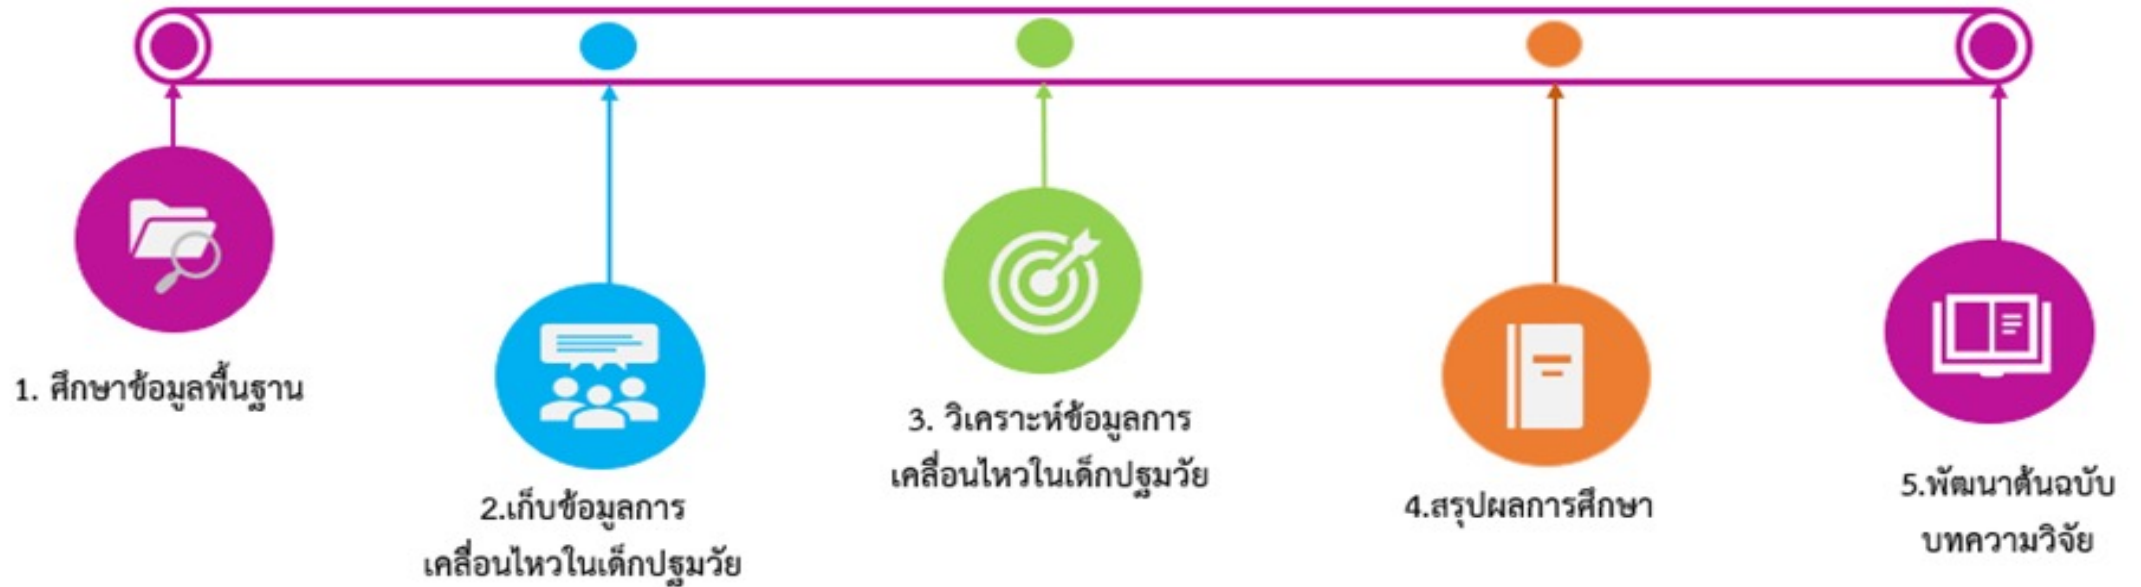 1. ศึกษาข้อมูลพื้นฐาน
2.เก็บข้อมูลการ
เคลื่อนไหวในเด็กปฐมวัย
3. วิเคราะห์ข้อมูลการ
เคลื่อนไหวในเด็กปฐมวัย
4.สรุปผลการศึกษา
5.พัฒนาต้นฉบับ
บทความวิจัย